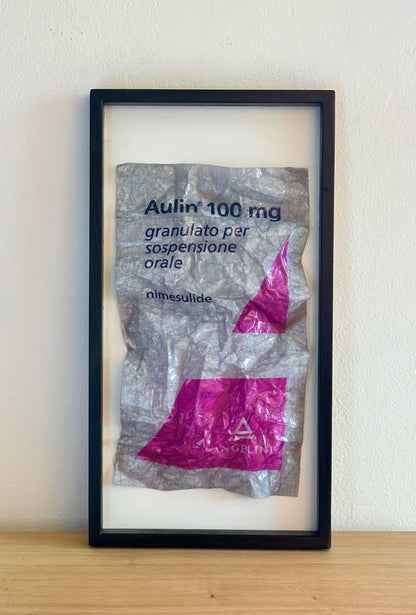 Aulin® 100 mg
granulato per
sospensione
orale
nimesulide
ANGELINI